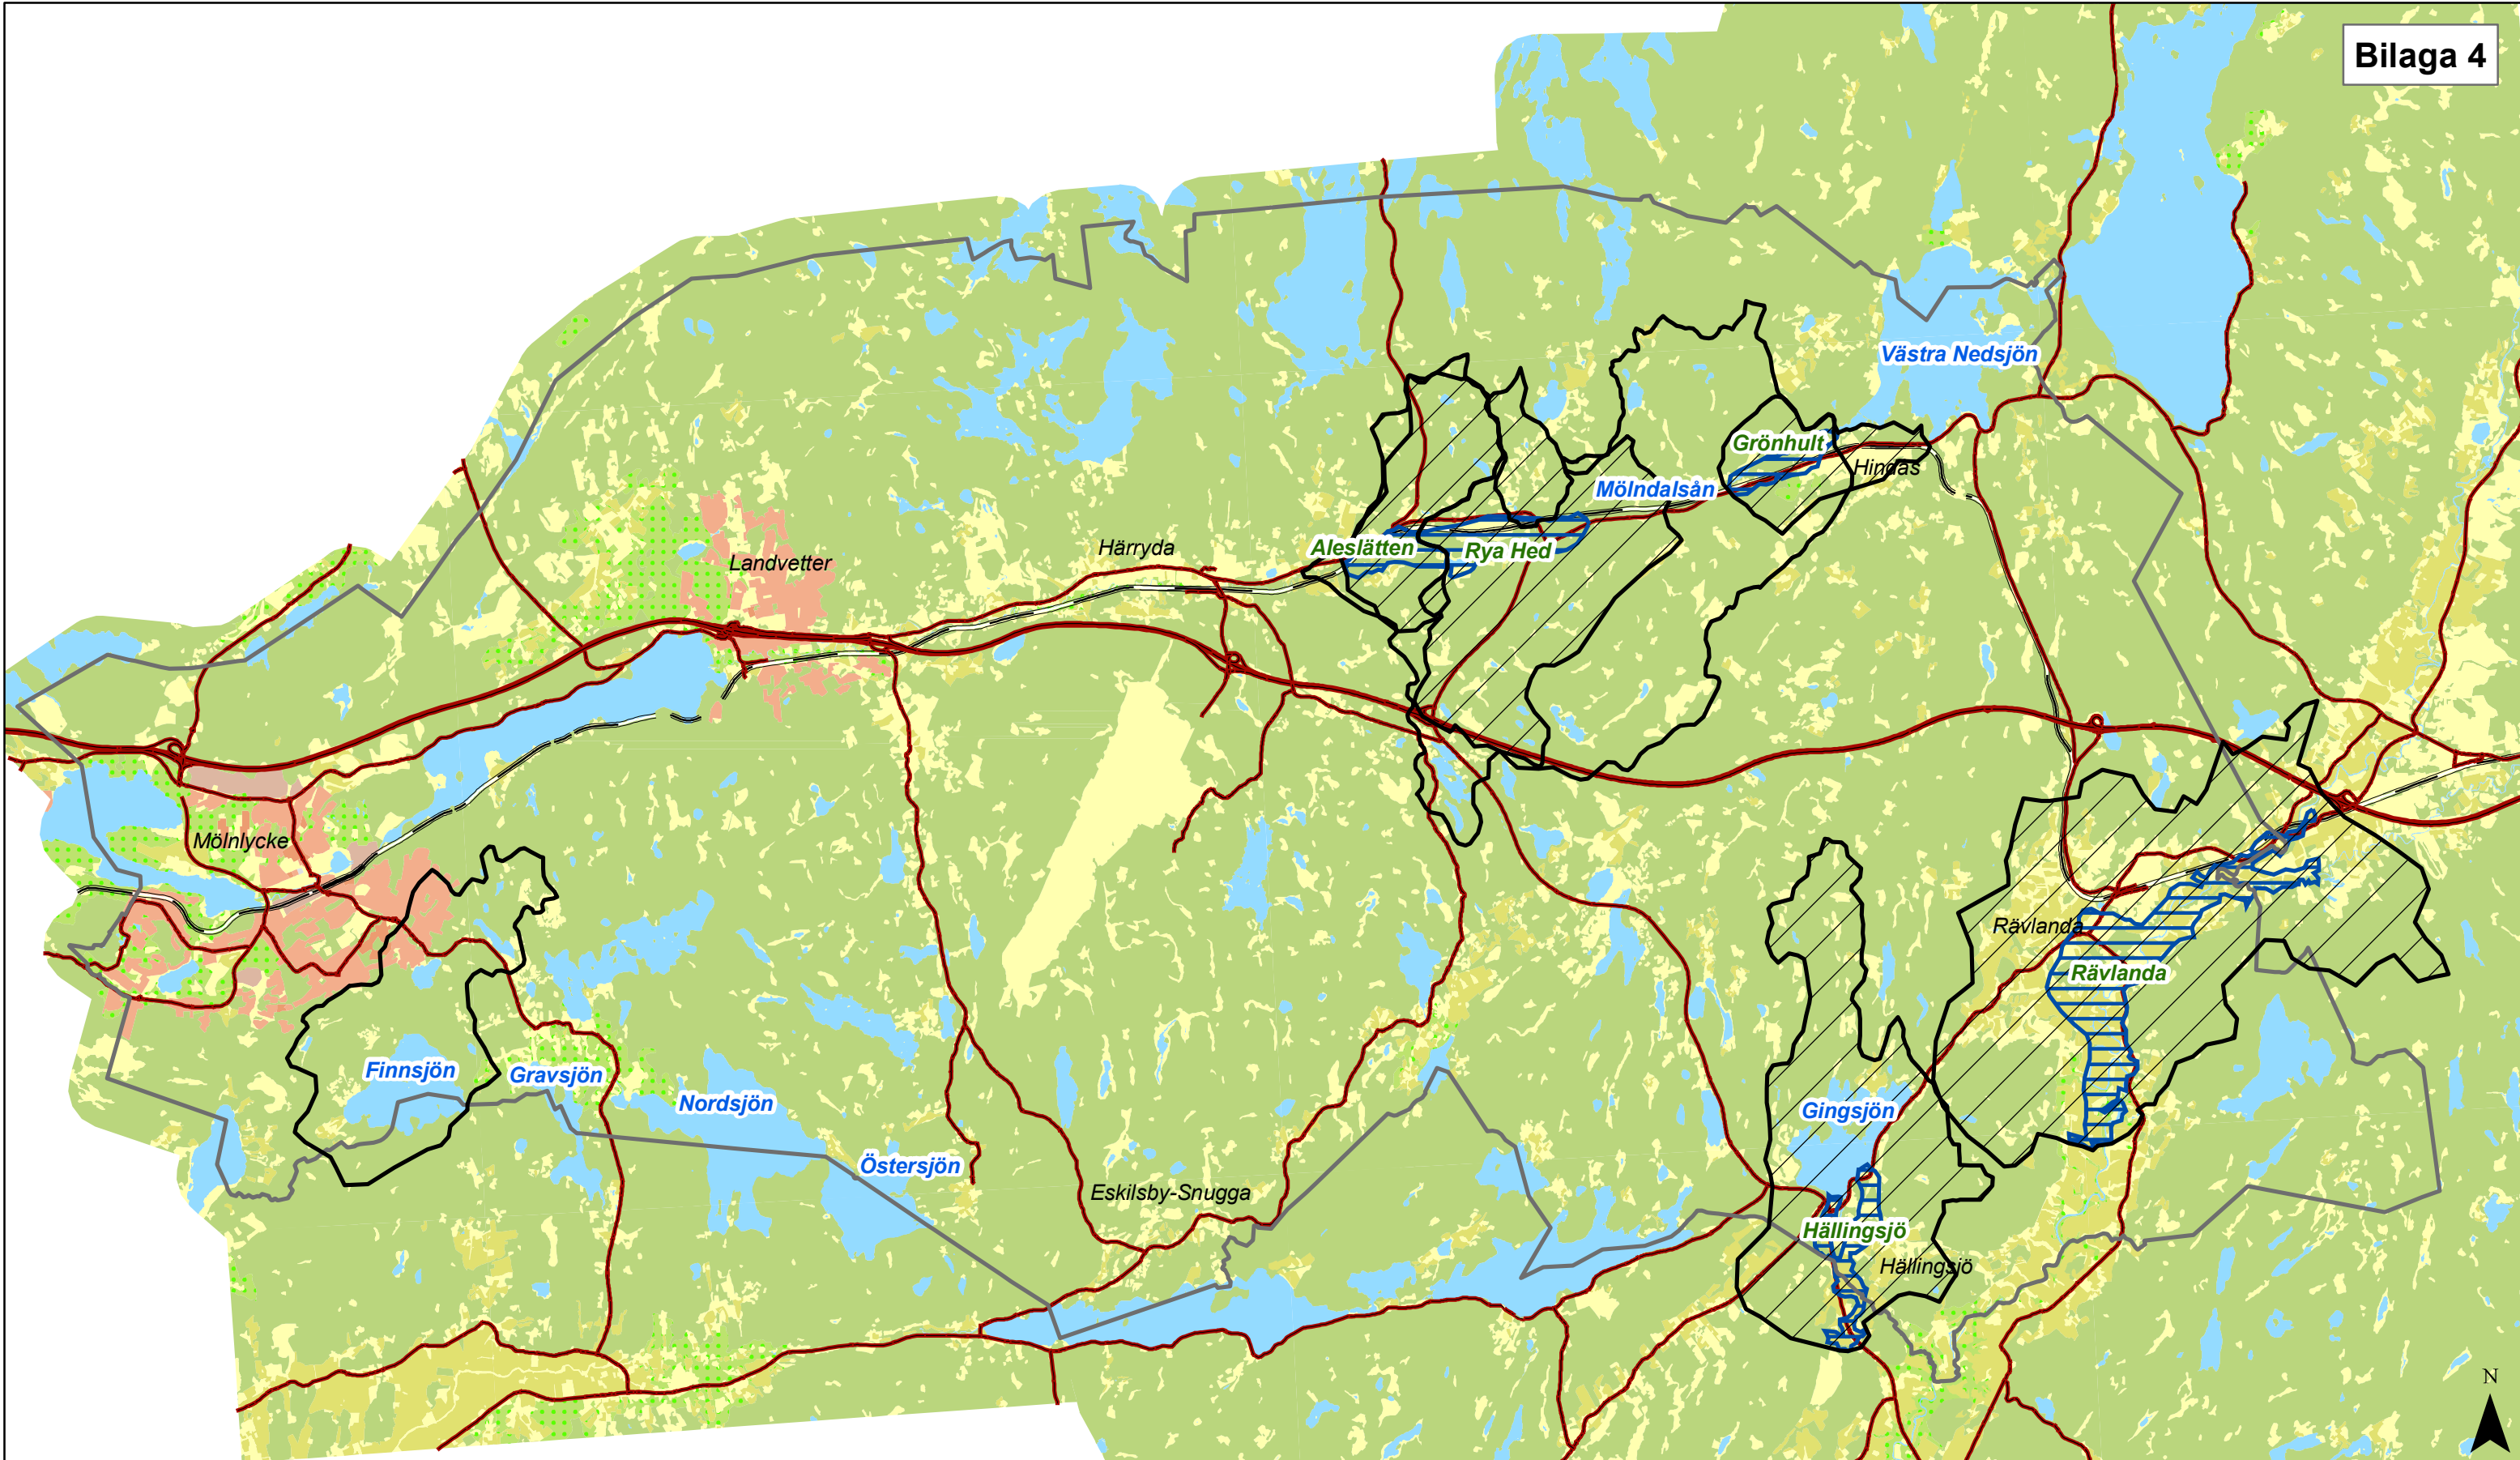 Bilaga 4
Västra Nedsjön
Grönhult
Hindås
Mölndalsån
Härryda
Aleslätten
Rya Hed
Landvetter
Mölnlycke
Rävlanda
Rävlanda
Finnsjön
Gravsjön
Nordsjön
Gingsjön
Östersjön
Eskilsby-Snugga
Hällingsjö
Hällingsjö
N